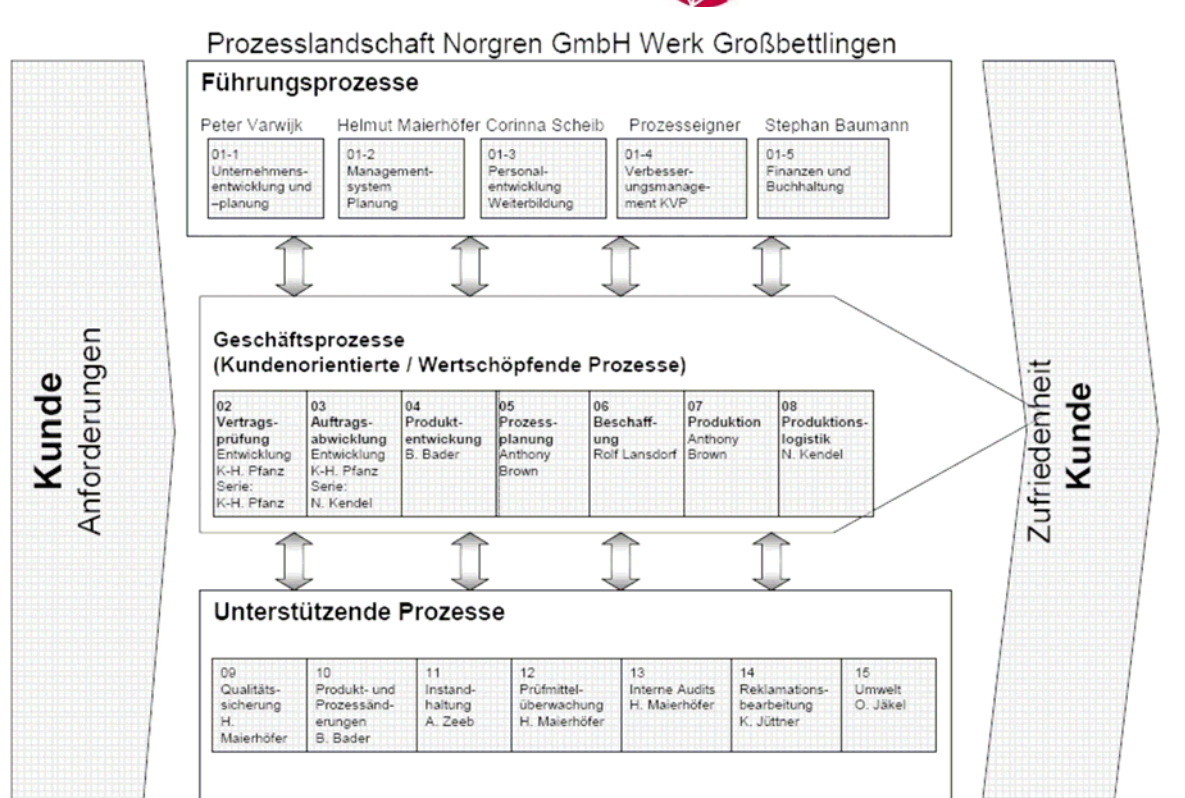 Prozesslandschaft Norgren GmbH Werk Großbettlingen
Führungsprozesse
Peter Varwijk
Helmut Maierhöfer
Corinna Scheib
Prozesseigner
Stephan Baumann
01-1
Unternehmens-
entwicklung und
–planung
01-2
Management-
system
Planung
01-3
Personal-
entwicklung
Weiterbildung
01-4
Verbesser-
ungsmanage-
ment KVP
01-5
Finanzen und
Buchhaltung
Kunde
Anforderungen
Geschäftsprozesse
(Kundenorientierte / Wertschöpfende Prozesse)
02
Vertrags-
prüfung
Entwicklung
K-H. Pfanz
Serie:
K-H. Pfanz
03
Auftrags-
abwicklung
Entwicklung
K-H. Pfanz
Serie:
N. Kendel
04
Produkt-
entwickung
B. Bader
05
Prozess-
planung
Anthony
Brown
06
Beschaff-
ung
Rolf Lansdorf
07
Produktion
Anthony
Brown
08
Produktions-
logistik
N. Kendel
Zufriedenheit
Kunde
Unterstützende Prozesse
09
Qualitäts-
sicherung
H.
Maierhöfer
10
Produkt- und
Prozessänd-
erungen
B. Bader
11
Instand-
haltung
A. Zeeb
12
Prüfmittel-
überwachung
H. Maierhöfer
13
Interne Audits
H. Maierhöfer
14
Reklamations-
bearbeitung
K. Jüttner
15
Umwelt
O. Jäkel